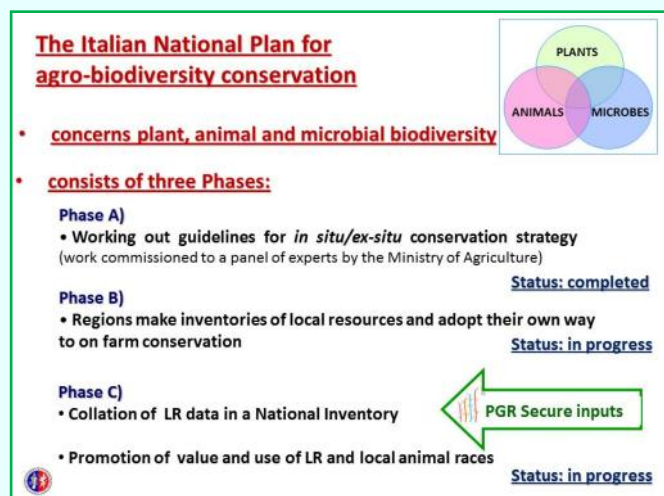 The Italian National Plan for
agro-biodiversity conservation
PLANTS
ANIMALS
MICROBES
• concerns plant, animal and microbial biodiversity
• consists of three Phases:
Phase A)
• Working out guidelines for in situ/ex-situ conservation strategy
(work commissioned to a panel of experts by the Ministry of Agriculture)
Status: completed
Phase B)
• Regions make inventories of local resources and adopt their own way
to on farm conservation
Status: in progress
Phase C)
• Collation of LR data in a National Inventory
PGR Secure inputs
• Promotion of value and use of LR and local animal races
Status: in progress